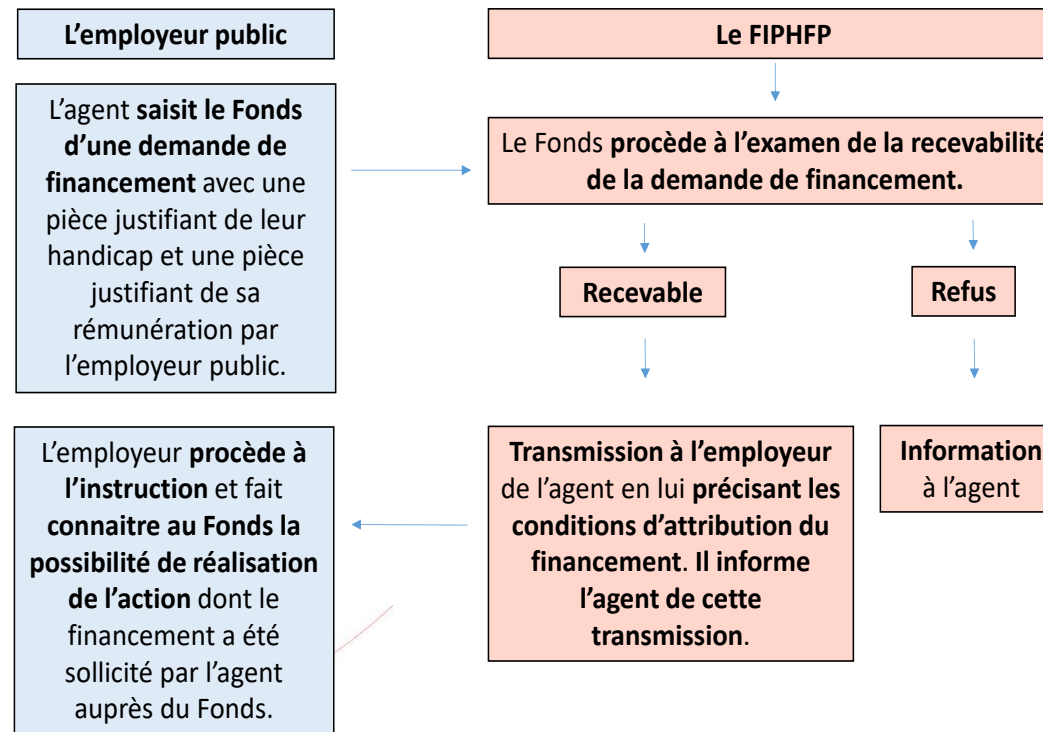 L’employeur public
Le FIPHFP
L’agent saisit le Fonds
d’une demande de
financement avec une
pièce justifiant de leur
handicap et une pièce
justifiant de sa
rémunération par
l’employeur public.
Le Fonds procède à l’examen de la recevabilité
de la demande de financement.
Recevable
Refus
L’employeur procède à
l’instruction et fait
connaitre au Fonds la
possibilité de réalisation
de l’action dont le
financement a été
sollicité par l’agent
auprès du Fonds.
Transmission à l’employeur
de l’agent en lui précisant les
conditions d’attribution du
financement. Il informe
l’agent de cette
transmission.
Information
à l’agent